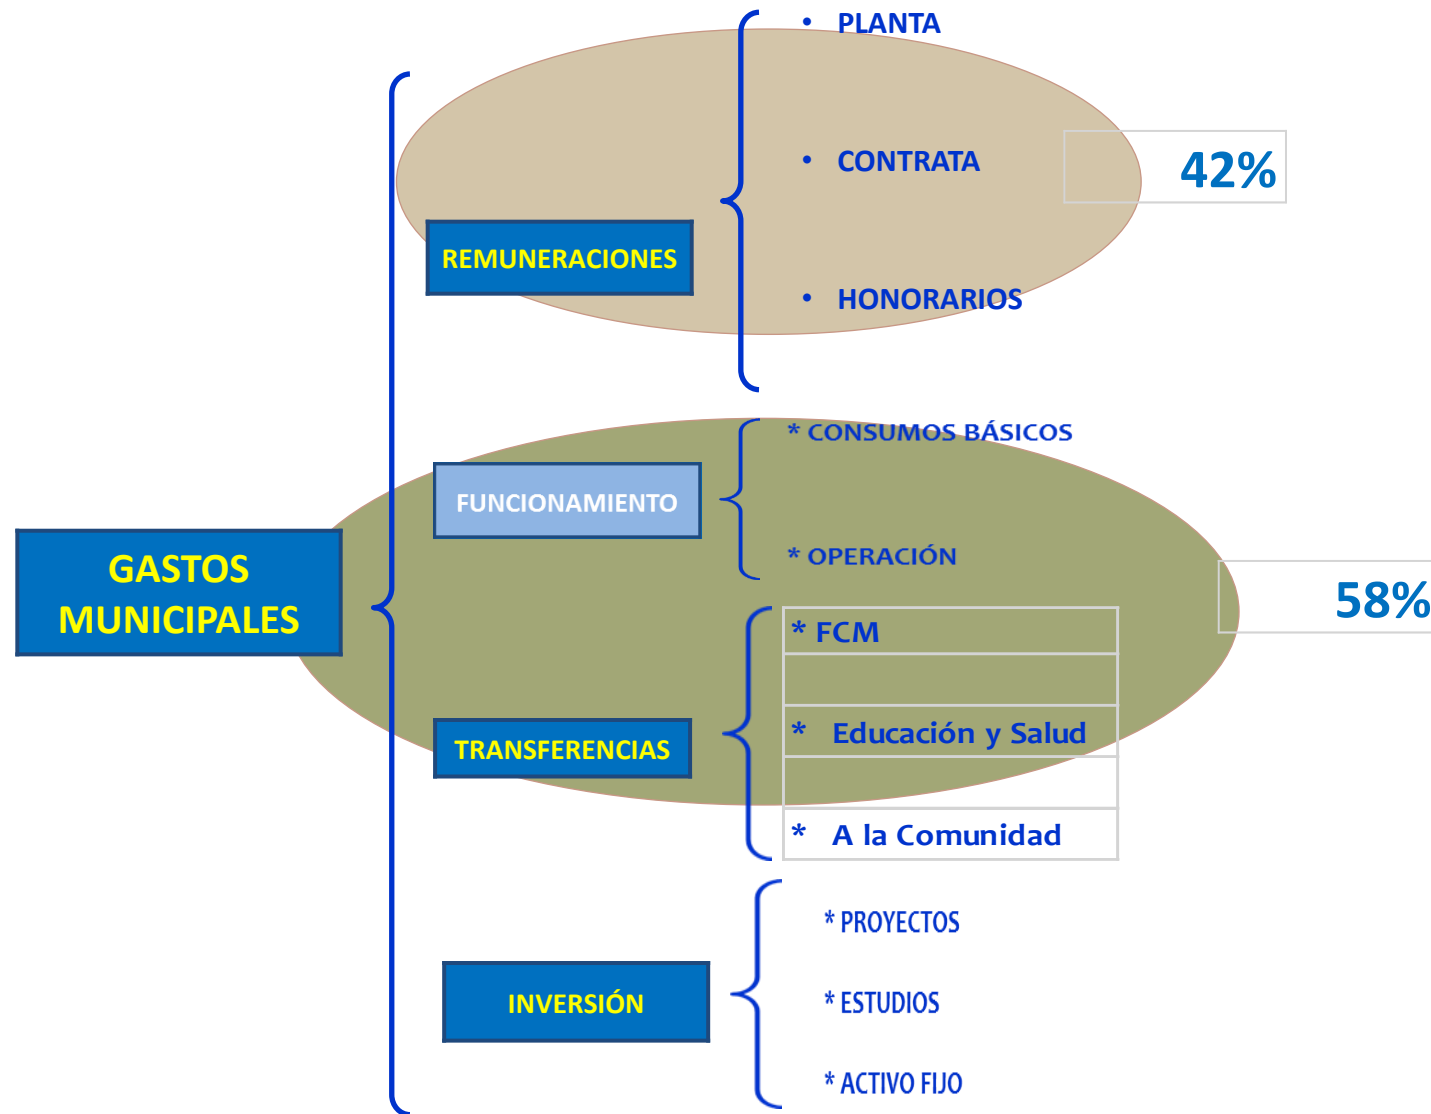 • PLANTA
• CONTRATA
42%
REMUNERACIONES
• HONORARIOS
* CONSUMOS BÁSICOS
FUNCIONAMIENTO
* OPERACIÓN
GASTOS
MUNICIPALES
58%
* FCM
* Educación y Salud
TRANSFERENCIAS
* A la Comunidad
* PROYECTOS
INVERSIÓN
* ESTUDIOS
* ACTIVO FIJO